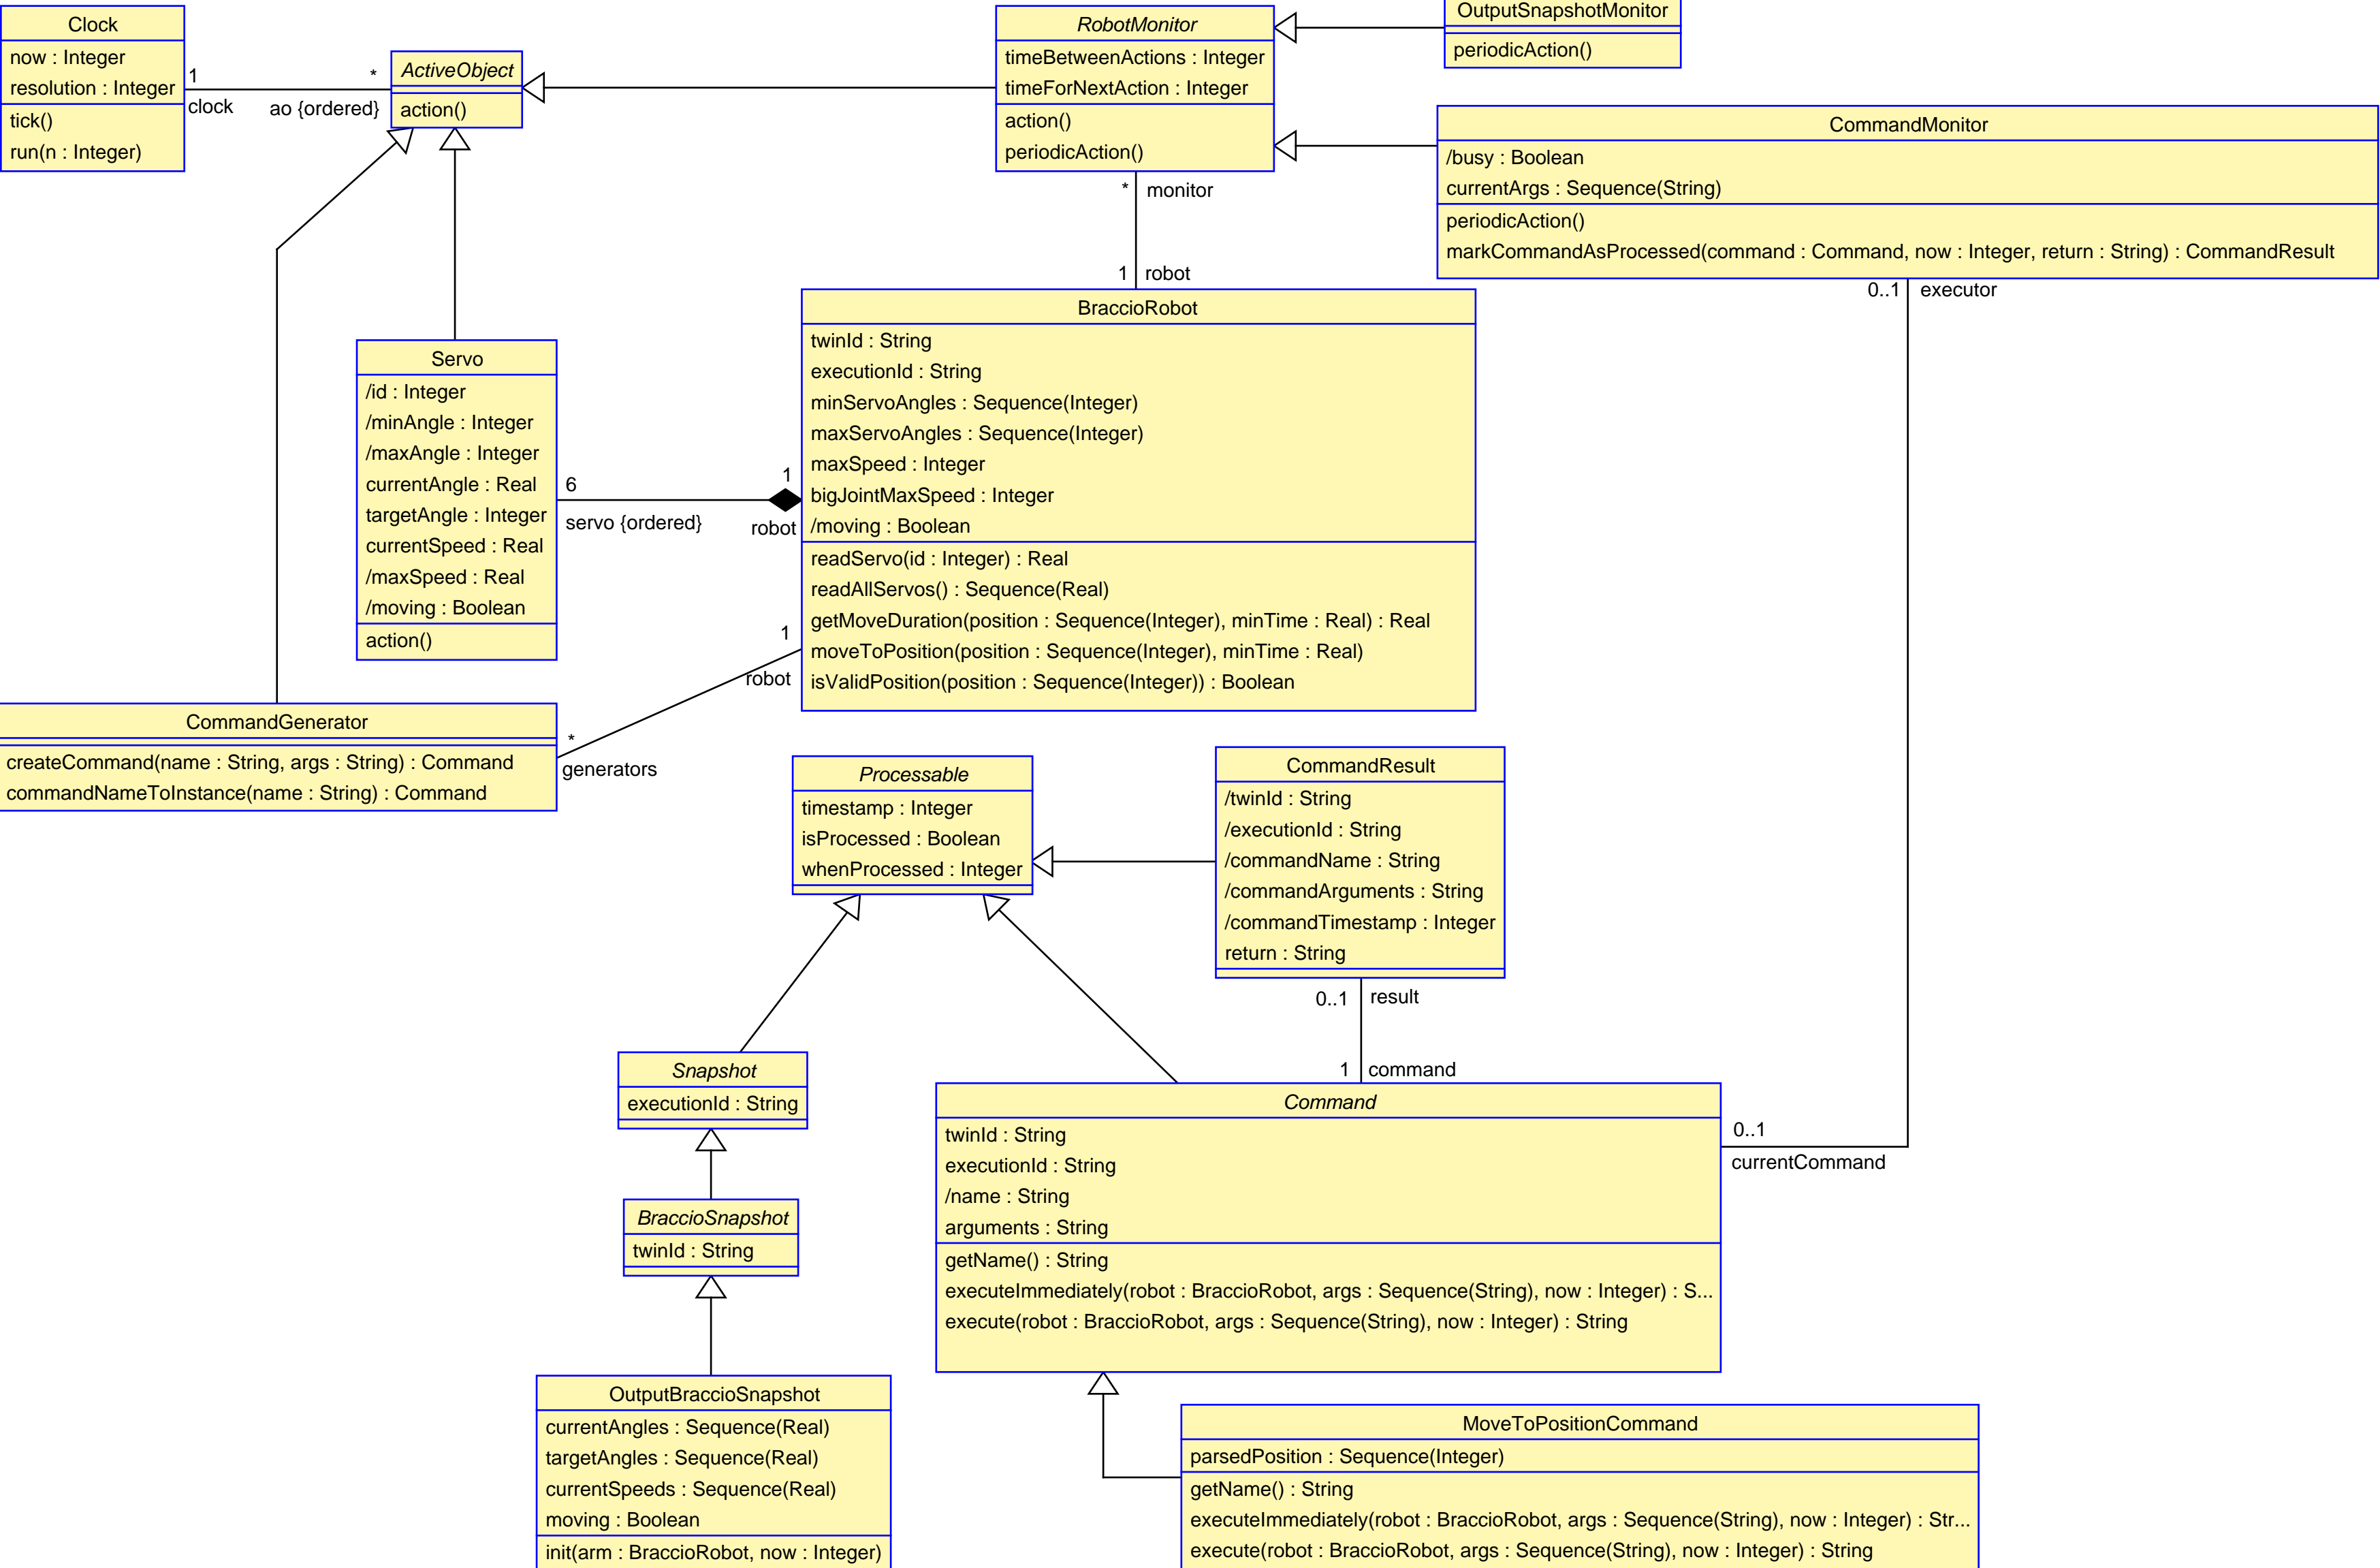 Clock
now : Integer
resolution : Integer
tick()
run(n : Integer)
1
clock
*
ao {ordered}
ActiveObject
action()
RobotMonitor
timeBetweenActions : Integer
timeForNextAction : Integer
action()
periodicAction()
OutputSnapshotMonitor
periodicAction()
CommandMonitor
/busy : Boolean
currentArgs : Sequence(String)
periodicAction()
markCommandAsProcessed(command : Command, now : Integer, return : String) : CommandResult
* monitor
1 robot
0..1 executor
Servo
/id : Integer
/minAngle : Integer
/maxAngle : Integer
currentAngle : Real
targetAngle : Integer
currentSpeed : Real
/maxSpeed : Real
/moving : Boolean
action()
6
servo {ordered}
1
robot
BraccioRobot
twinId : String
executionId : String
minServoAngles : Sequence(Integer)
maxServoAngles : Sequence(Integer)
maxSpeed : Integer
bigJointMaxSpeed : Integer
/moving : Boolean
readServo(id : Integer) : Real
readAllServos() : Sequence(Real)
getMoveDuration(position : Sequence(Integer), minTime : Real) : Real
moveToPosition(position : Sequence(Integer), minTime : Real)
isValidPosition(position : Sequence(Integer)) : Boolean
1
robot
*
generators
CommandGenerator
createCommand(name : String, args : String) : Command
commandNameToInstance(name : String) : Command
Processable
timestamp : Integer
isProcessed : Boolean
whenProcessed : Integer
CommandResult
/twinId : String
/executionId : String
/commandName : String
/commandArguments : String
/commandTimestamp : Integer
return : String
0..1 result
1 command
Snapshot
executionId : String
BraccioSnapshot
twinId : String
Command
twinId : String
executionId : String
/name : String
arguments : String
getName() : String
executeImmediately(robot : BraccioRobot, args : Sequence(String), now : Integer) : S...
execute(robot : BraccioRobot, args : Sequence(String), now : Integer) : String
0..1
currentCommand
OutputBraccioSnapshot
currentAngles : Sequence(Real)
targetAngles : Sequence(Real)
currentSpeeds : Sequence(Real)
moving : Boolean
init(arm : BraccioRobot, now : Integer)
MoveToPositionCommand
parsedPosition : Sequence(Integer)
getName() : String
executeImmediately(robot : BraccioRobot, args : Sequence(String), now : Integer) : Str...
execute(robot : BraccioRobot, args : Sequence(String), now : Integer) : String